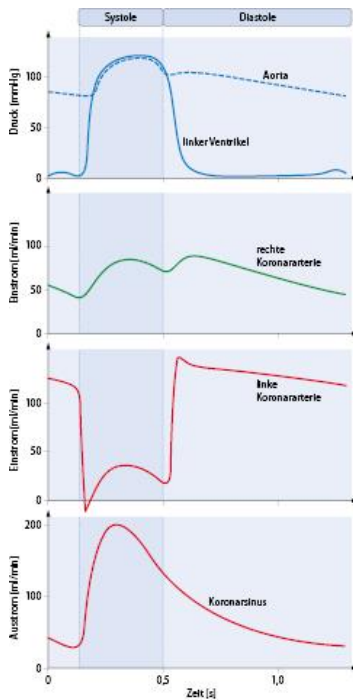 Systole Diastole
Druck (mmHg)
100
50
0
Aorta
linker Ventrikel
Einstrom (ml/min)
100
50
0
rechte
Koronararterie
Einstrom (ml/min)
100
50
0
linke
Koronararterie
Ausstrom (ml/min)
200
100
0
Koronarsinus
0 0,5 1,0
Zeit [s]